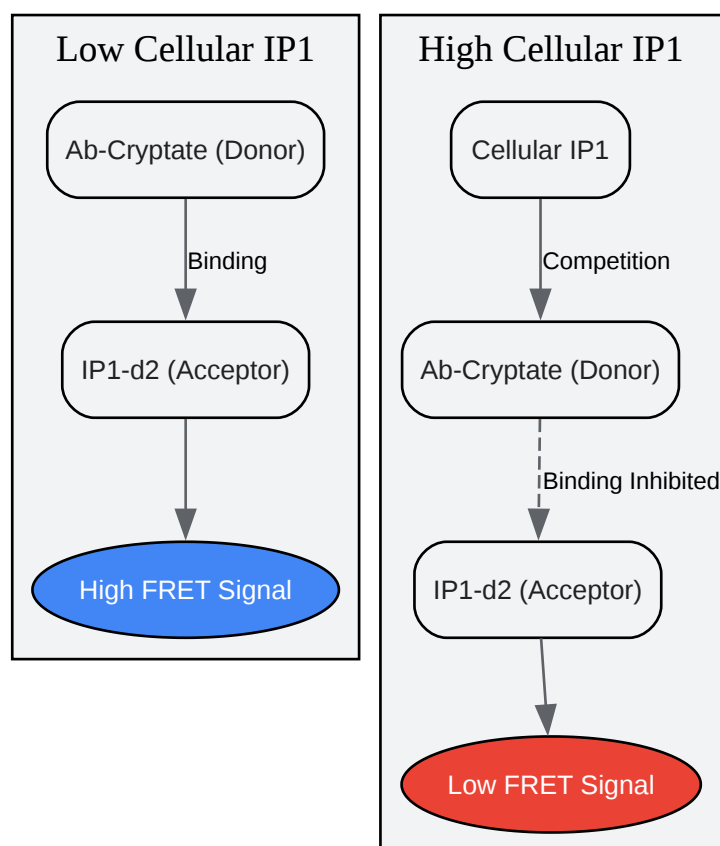 Low Cellular IP1
Ab-Cryptate (Donor)
Binding
IP1-d2 (Acceptor)
High FRET Signal
High Cellular IP1
Cellular IP1
Competition
Ab-Cryptate (Donor)
Binding Inhibited
IP1-d2 (Acceptor)
Low FRET Signal